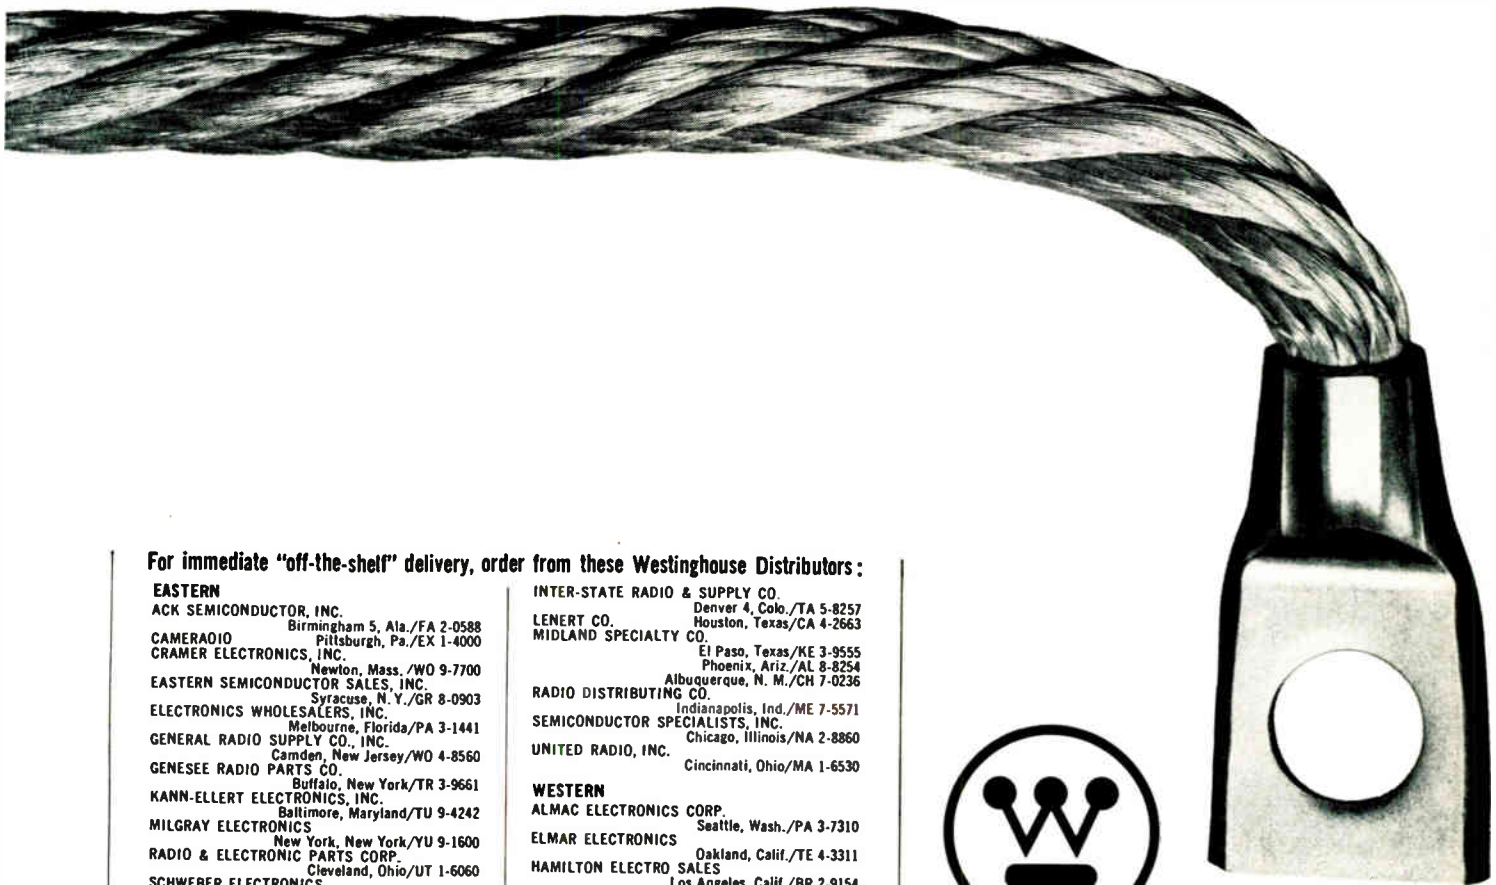 For immediate "off-the-shelf" delivery, order from these Westinghouse Distributors:
EASTERN
ACK SEMICONDUCTOR, INC.
Birmingham 5, Ala./FA 2-0588
CAMERADIO Pittsburgh, Pa./EX 1-4000
CRAMER ELECTRONICS, INC.
Newton, Mass./WO 9-7700
EASTERN SEMICONDUCTOR SALES, INC.
Syracuse, N.Y./GR 8-0903
ELECTRONICS WHOLESALERS, INC.
Melbourne, Florida/PA 3-1441
GENERAL RADIO SUPPLY CO., INC.
Camden, New Jersey/WO 4-8560
GENESEE RADIO PARTS CO.
Buffalo, New York/TR 3-9661
KANN-ELLERT ELECTRONICS, INC.
Baltimore, Maryland/TU 9-4242
MILGRAY ELECTRONICS
New York, New York/YU 9-1600
RADIO & ELECTRONIC PARTS CORP.
Cleveland, Ohio/UT 1-6060
SCHWEBER ELECTRONICS
INTER-STATE RADIO & SUPPLY CO.
Denver 4, Colo./TA 5-8257
LENERT CO. Houston, Texas/CA 4-2663
MIDLAND SPECIALTY CO.
El Paso, Texas/KE 3-9555
Phoenix, Ariz./AL 8-8254
Albuquerque, N. M./CH 7-0236
RADIO DISTRIBUTING CO.
Indianapolis, Ind./ME 7-5571
SEMICONDUCTOR SPECIALISTS, INC.
Chicago, Illinois/NA 2-8860
UNITED RADIO, INC.
Cincinnati, Ohio/MA 1-6530
WESTERN
ALMAC ELECTRONICS CORP.
Seattle, Wash./PA 3-7310
ELMAR ELECTRONICS
Oakland, Calif./TE 4-3311
HAMILTON ELECTRO SALES
Los Angeles, Calif./BR 2-9154
W